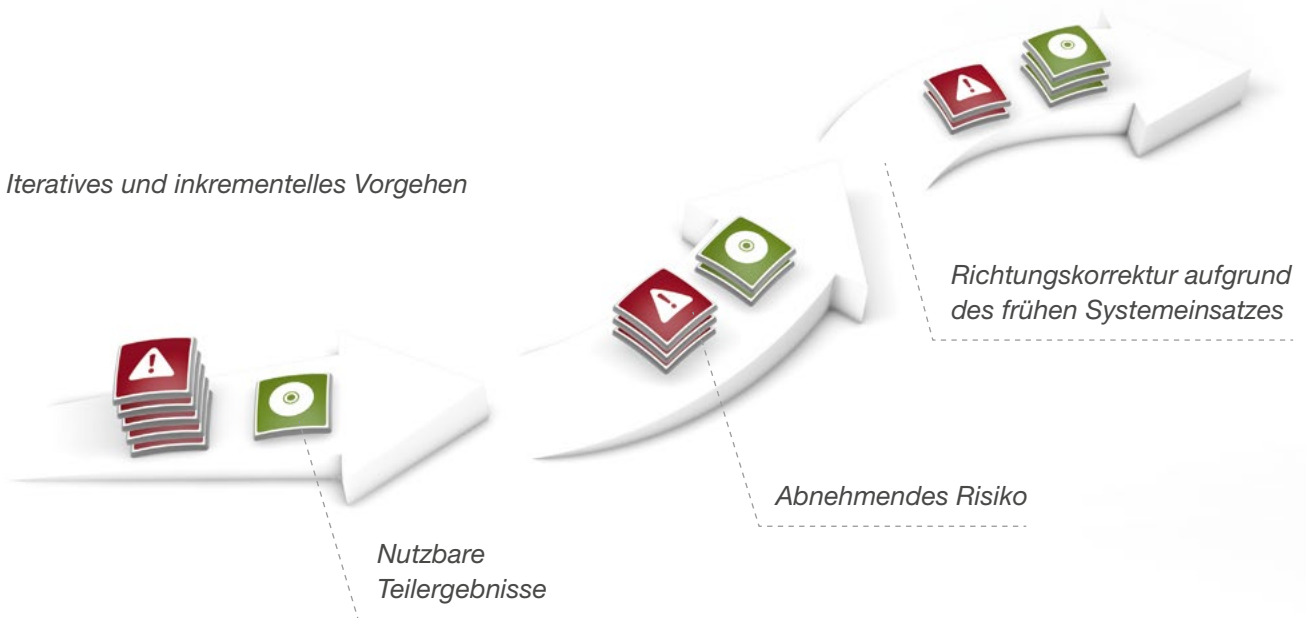 Iteratives und inkrementelles Vorgehen
Richtungskorrektur aufgrund
des frühen Systemeinsatzes
Abnehmendes Risiko
Nutzbare
Teilergebnisse